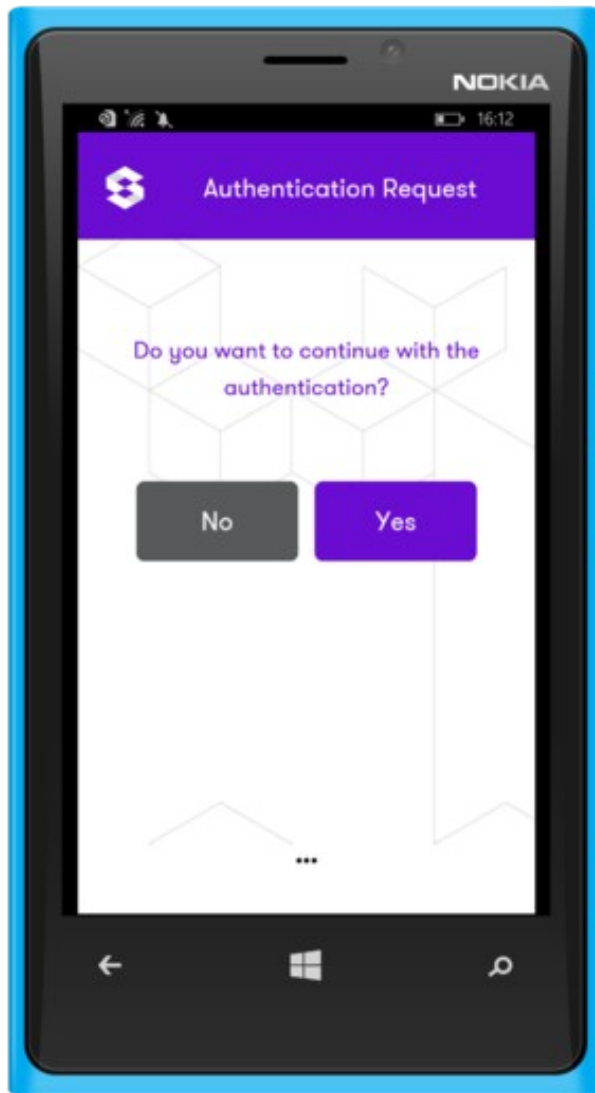 NOKIA
16:12
Authentication Request
Do you want to continue with the
authentication?
No
Yes
...